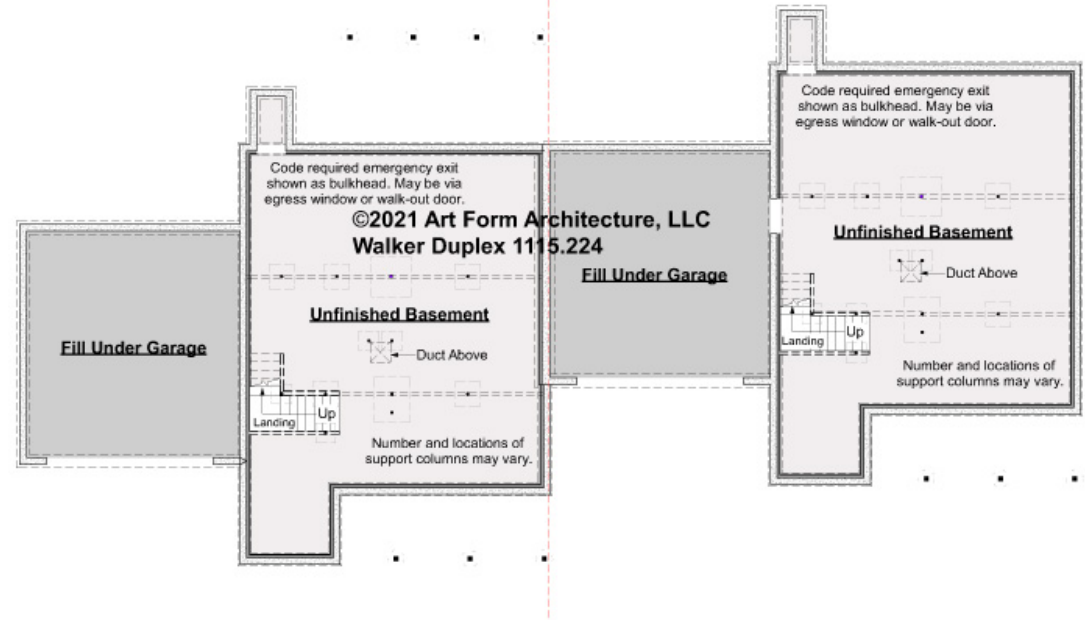 Code required emergency exit
shown as bulkhead. May be via
egress window or walk-out door.
Code required emergency exit
shown as bulkhead. May be via
egress window or walk-out door.
©2021 Art Form Architecture, LLC
Walker Duplex 1115.224
Unfinished Basement
Fill Under Garage
Duct Above
Unfinished Basement
Fill Under Garage
Duct Above
Up
Landing
Number and locations of
support columns may vary.
Up
Landing
Number and locations of
support columns may vary.